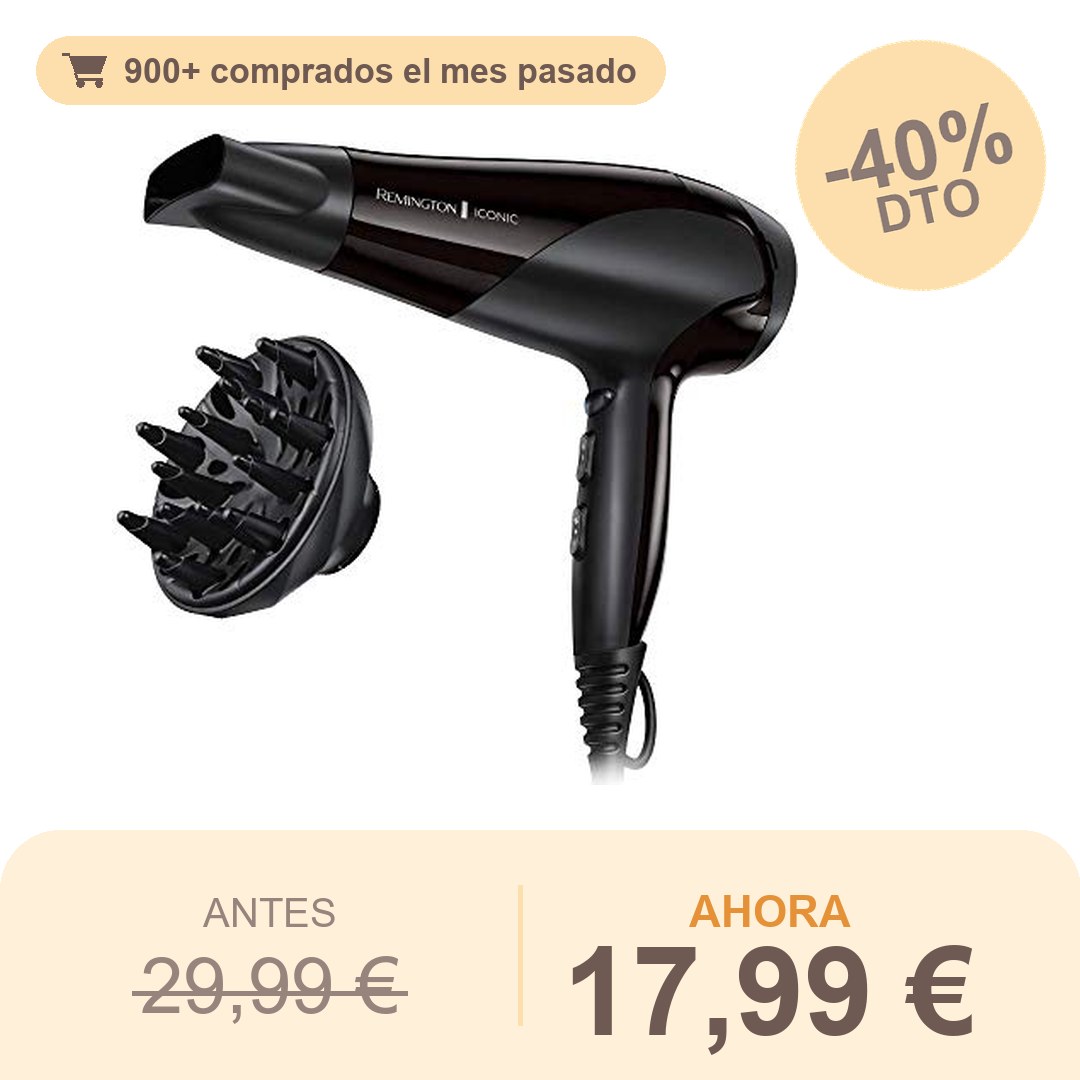 900+ comprados el mes pasado
-40%
DTO
REMINGTON ICONIC
ANTES
29,99 €
AHORA
17,99 €